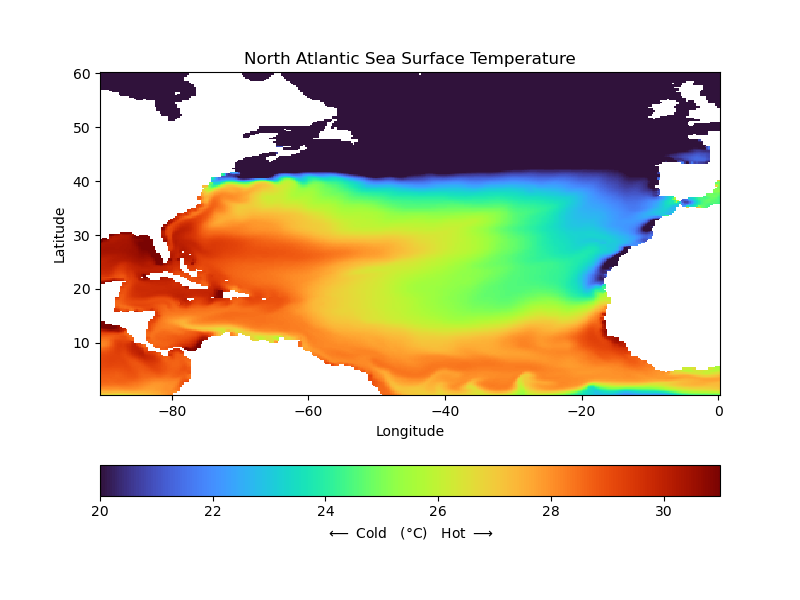 North Atlantic Sea Surface Temperature
60
50
40
30
20
10
Latitude
−80 −60 −40 −20 0
Longitude
20 22 24 26 28 30
⟵ Cold (°C) Hot ⟶